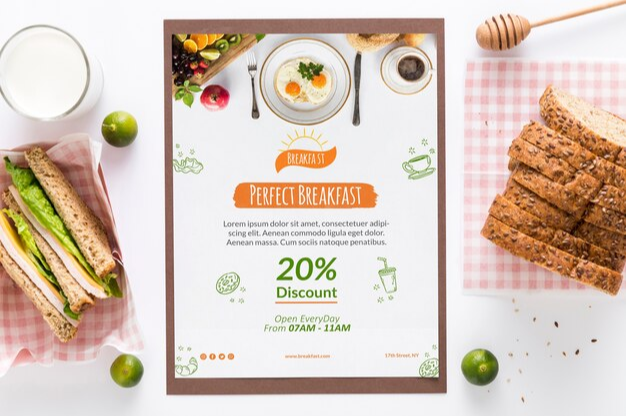 BREAKFAST
PERFECT BREAKFAST
Lorem ipsum dolor sit amet, consectetuer adipi-
scing elit. Aenean commodo ligula eget dolor.
Aenean massa. Cum sociis natoque penatibus.
20%
Discount
Open EveryDay
From 07AM - 11AM
www.breakfast.com
17th Street, NY